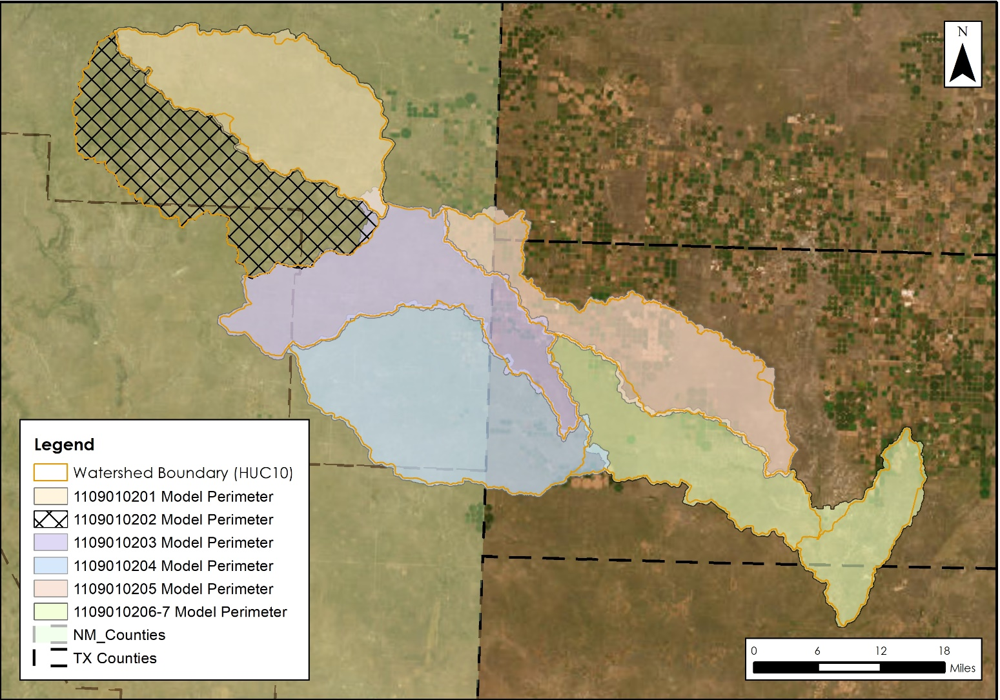 N
Legend
Watershed Boundary (HUC10)
1109010201 Model Perimeter
1109010202 Model Perimeter
1109010203 Model Perimeter
1109010204 Model Perimeter
1109010205 Model Perimeter
1109010206-7 Model Perimeter
NM_Counties
TX Counties
0 6 12 18
Miles